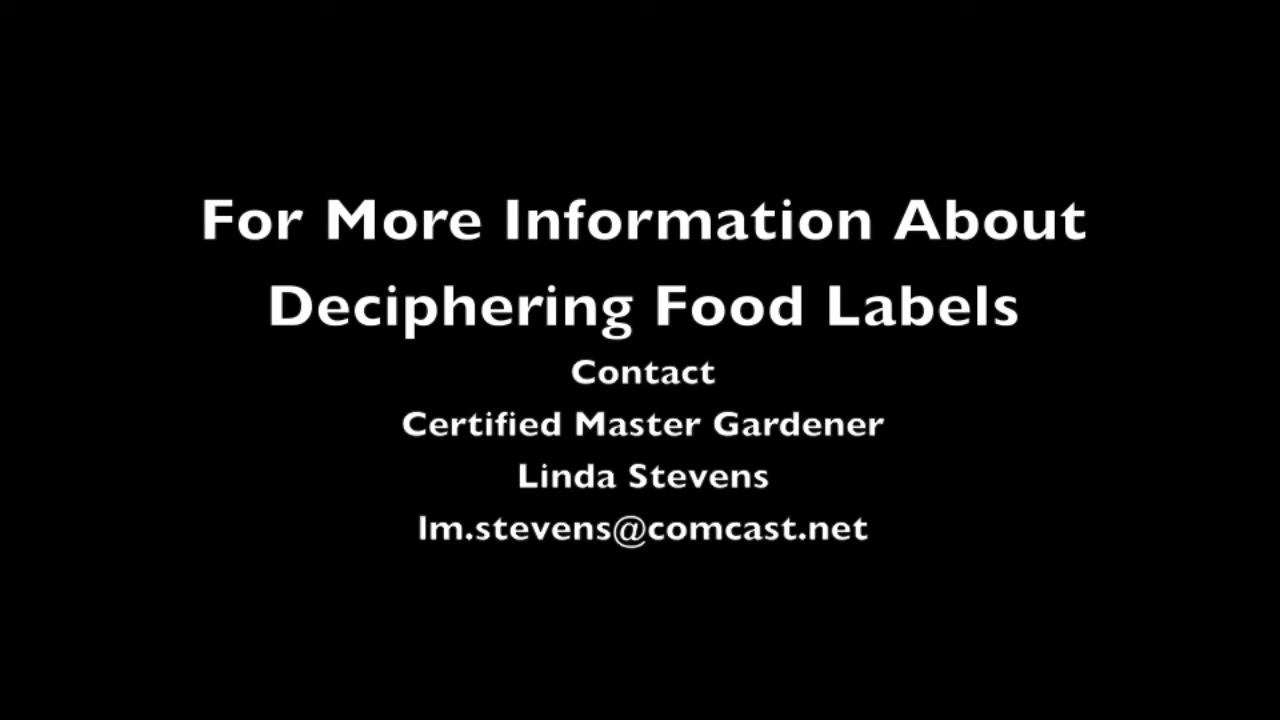 For More Information About
Deciphering Food Labels
Contact
Certified Master Gardener
Linda Stevens
lm.stevens@comcast.net